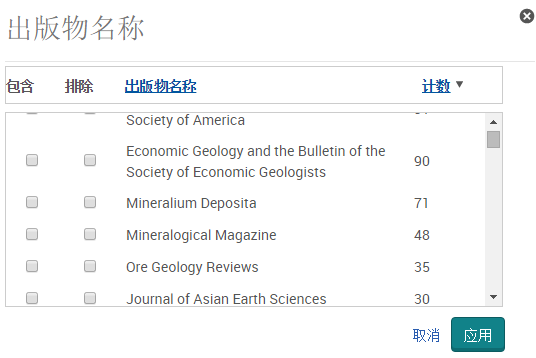 出版物名称
包含 排除 出版物名称 计数
Society of America
Economic Geology and the Bulletin of the
Society of Economic Geologists 90
Mineralium Deposita 71
Mineralogical Magazine 48
Ore Geology Reviews 35
Journal of Asian Earth Sciences 30
取消 应用